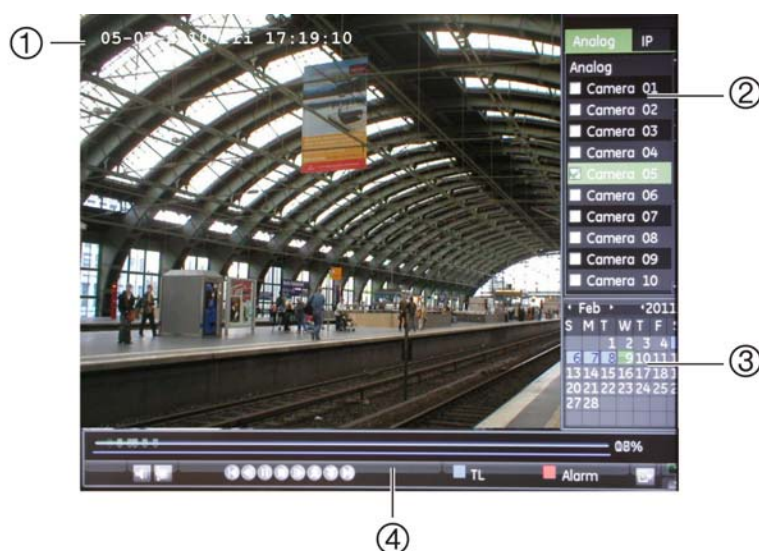 ①
17:19:10
②
③
④
Analog IP
Analog
Camera 01
Camera 02
Camera 03
Camera 04
Camera 05
Camera 06
Camera 07
Camera 08
Camera 09
Camera 10
Feb 2011
S M T W T F
1 2 3 4
6 7 8 9 10 11
13 14 15 16 17 18
20 21 22 23 24 25
27 28
TL
Alarm